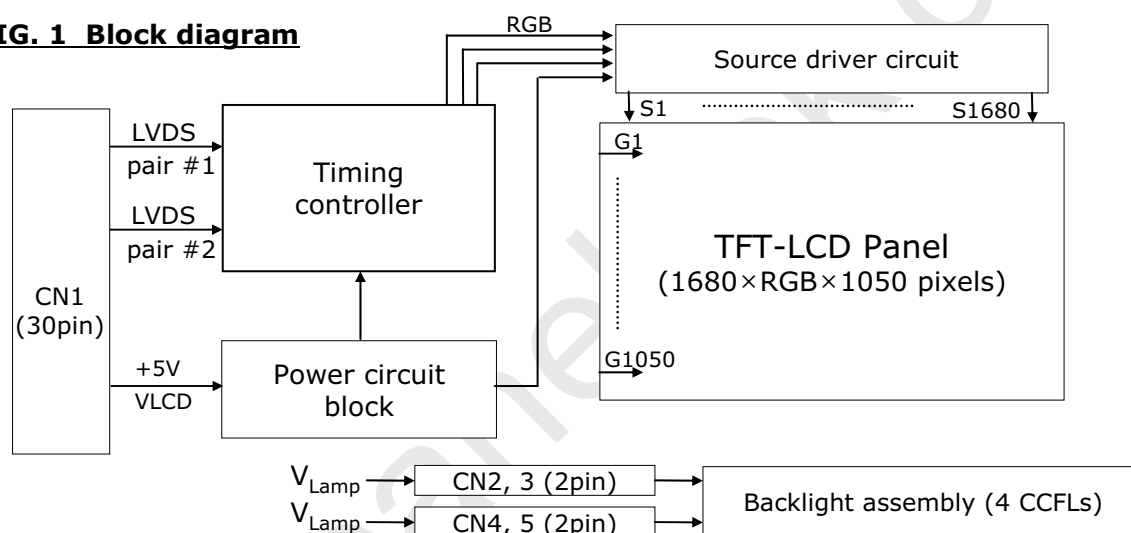 IG. 1 Block diagram
RGB
Source driver circuit
S1
S1680
CN1
(30pin)
LVDS
pair #1
LVDS
pair #2
+5V
VLCD
Timing
controller
Power circuit
block
G1
TFT-LCD Panel
(1680×RGB×1050 pixels)
G1050
VLamp
CN2, 3 (2pin)
VLamp
CN4, 5 (2pin)
Backlight assembly (4 CCFLs)